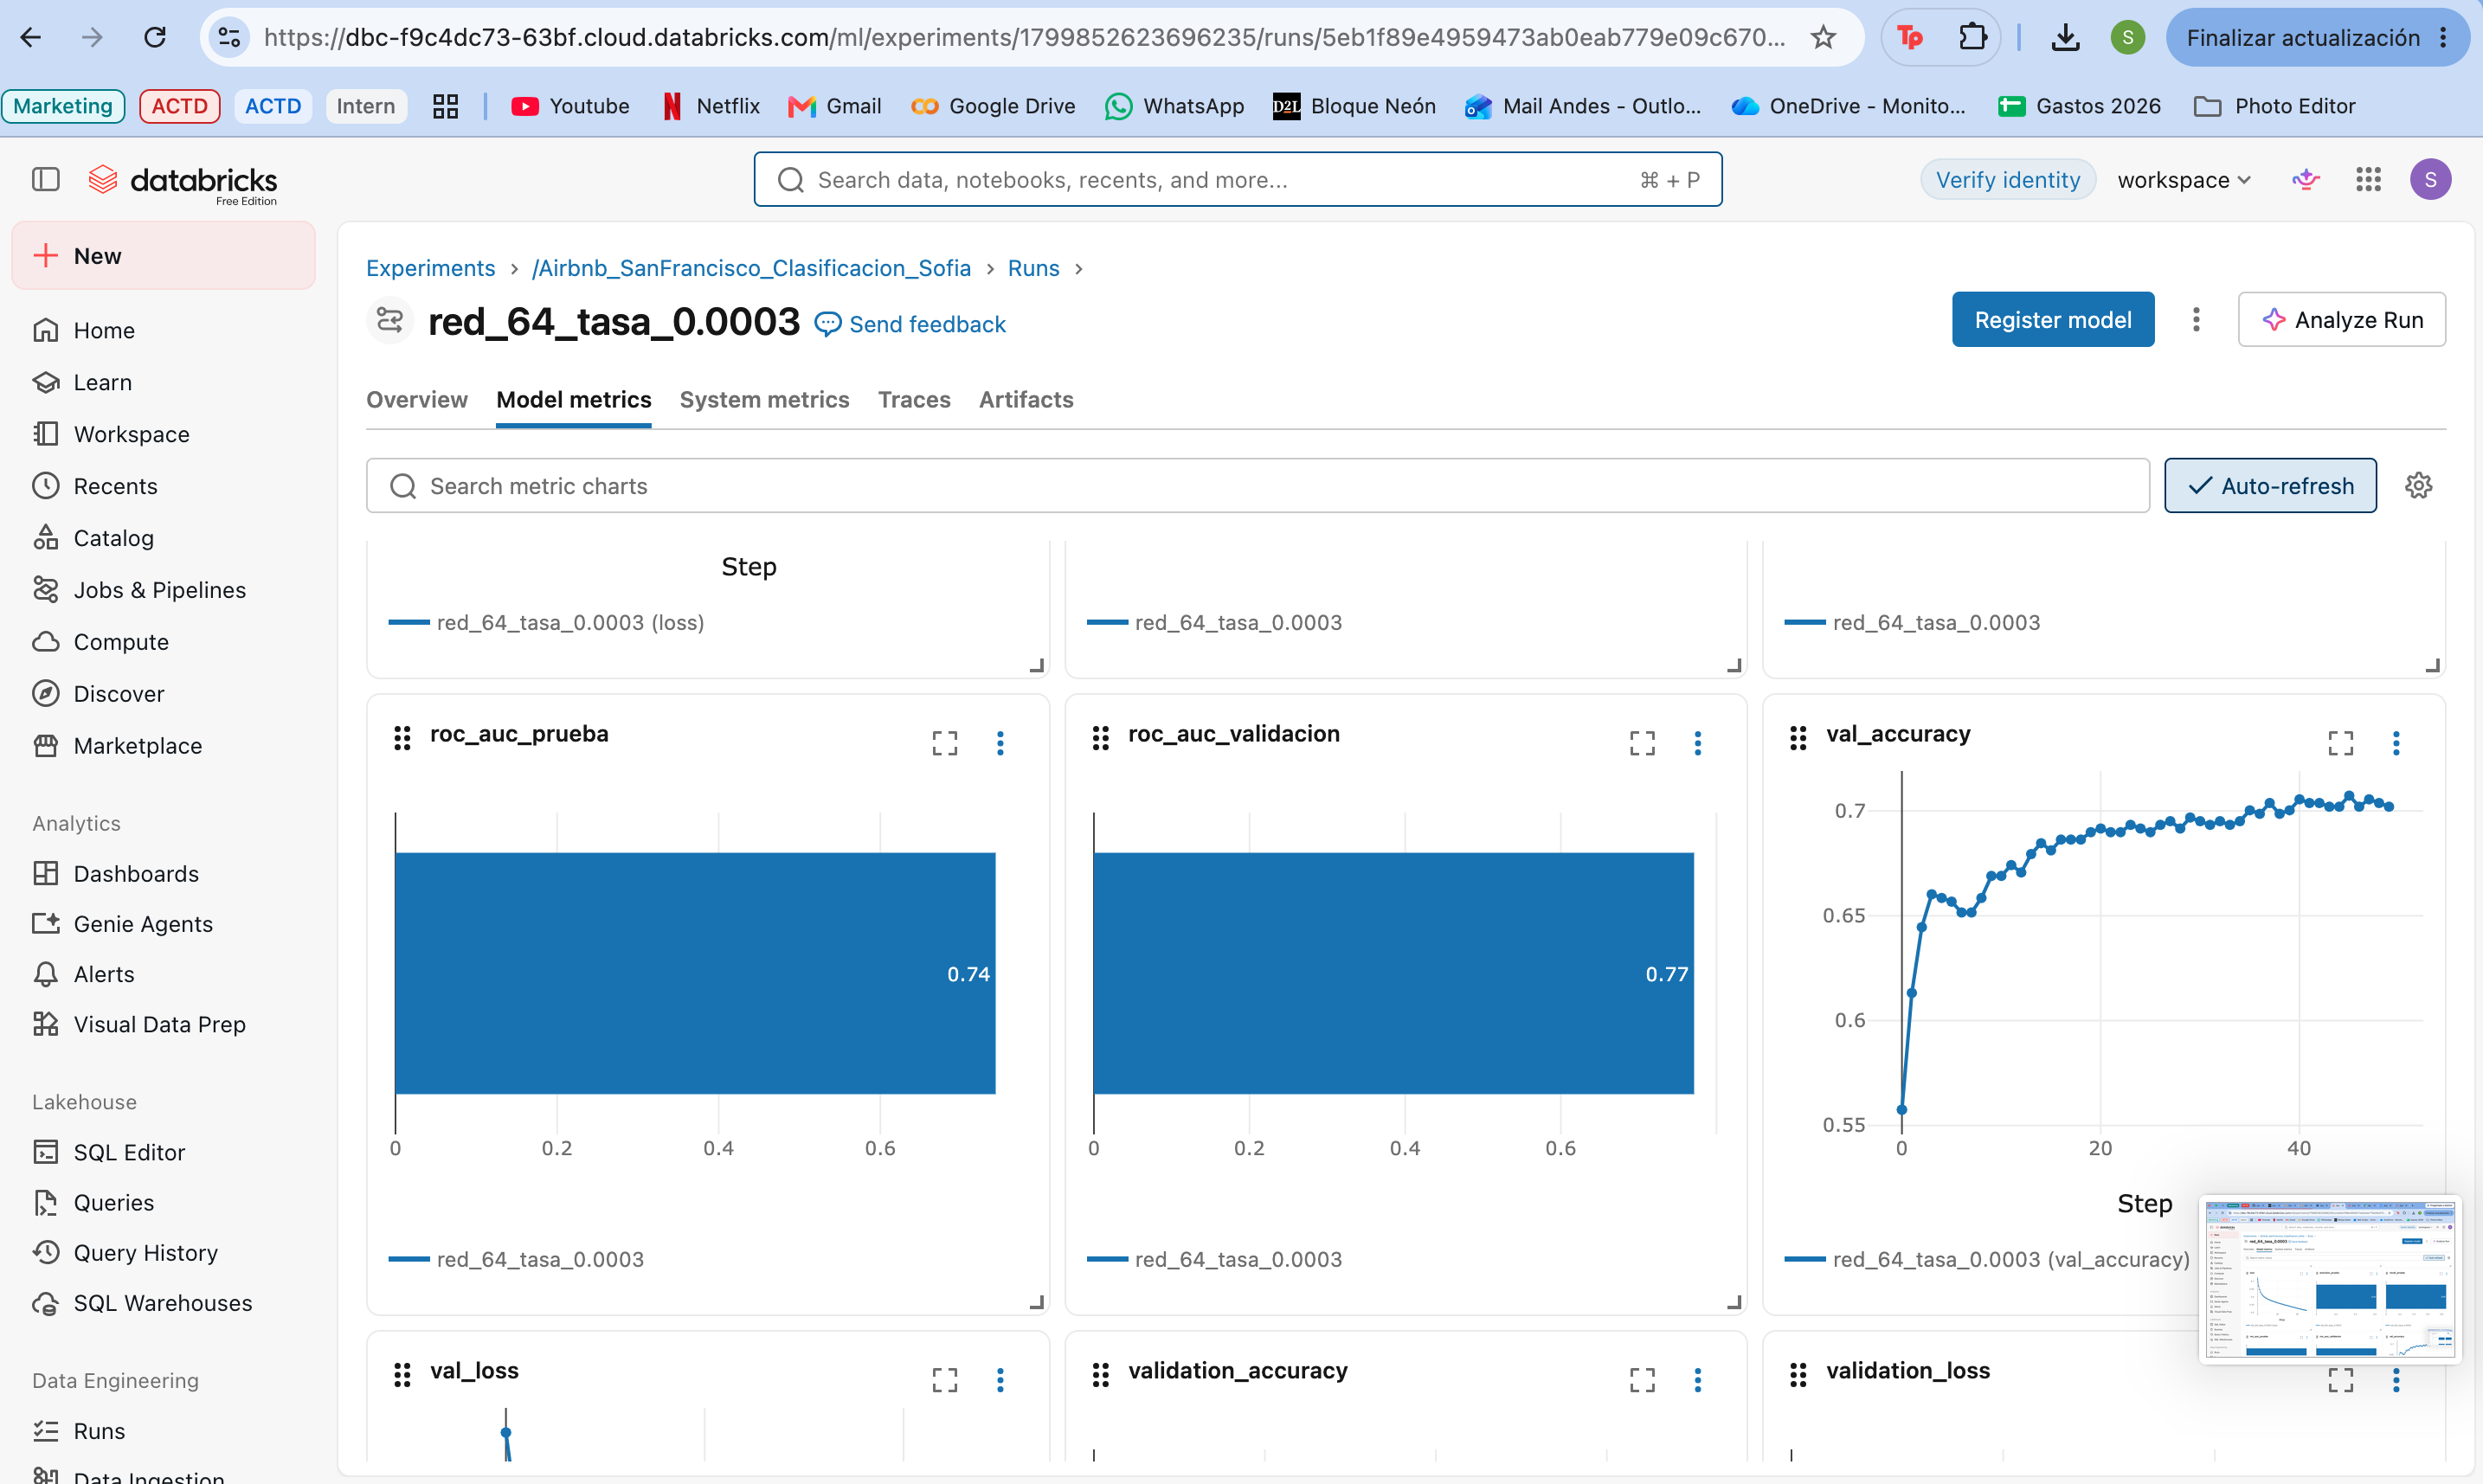 https://dbc-f9c4dc73-63bf.cloud.databricks.com/ml/experiments/1799852623696235/runs/5eb1f89e4959473ab0eab779e09c670...
Tp
S
Finalizar actualización
Marketing
ACTD
ACTD
Intern
Youtube
Netflix
Gmail
Google Drive
WhatsApp
D2L
Bloque Neón
Mail Andes - Outlo...
OneDrive - Monito...
Gastos 2026
Photo Editor
databricks
Free Edition
Search data, notebooks, recents, and more...
⌘ + P
Verify identity
workspace
S
New
Home
Learn
Workspace
Recents
Catalog
Jobs & Pipelines
Compute
Discover
Marketplace
Analytics
Dashboards
Genie Agents
Alerts
Visual Data Prep
Lakehouse
SQL Editor
Queries
Query History
SQL Warehouses
Data Engineering
Runs
Data Ingestion
Experiments > /Airbnb_SanFrancisco_Clasificacion_Sofia > Runs >
red_64_tasa_0.0003
Send feedback
Register model
Analyze Run
Overview
Model metrics
System metrics
Traces
Artifacts
Search metric charts
Auto-refresh
Step
red_64_tasa_0.0003 (loss)
red_64_tasa_0.0003
red_64_tasa_0.0003
roc_auc_prueba
0.74
0
0.2
0.4
0.6
red_64_tasa_0.0003
roc_auc_validacion
0.77
0
0.2
0.4
0.6
red_64_tasa_0.0003
val_accuracy
0.7
0.65
0.6
0.55
0
20
40
Step
red_64_tasa_0.0003 (val_accuracy)
val_loss
validation_accuracy
validation_loss